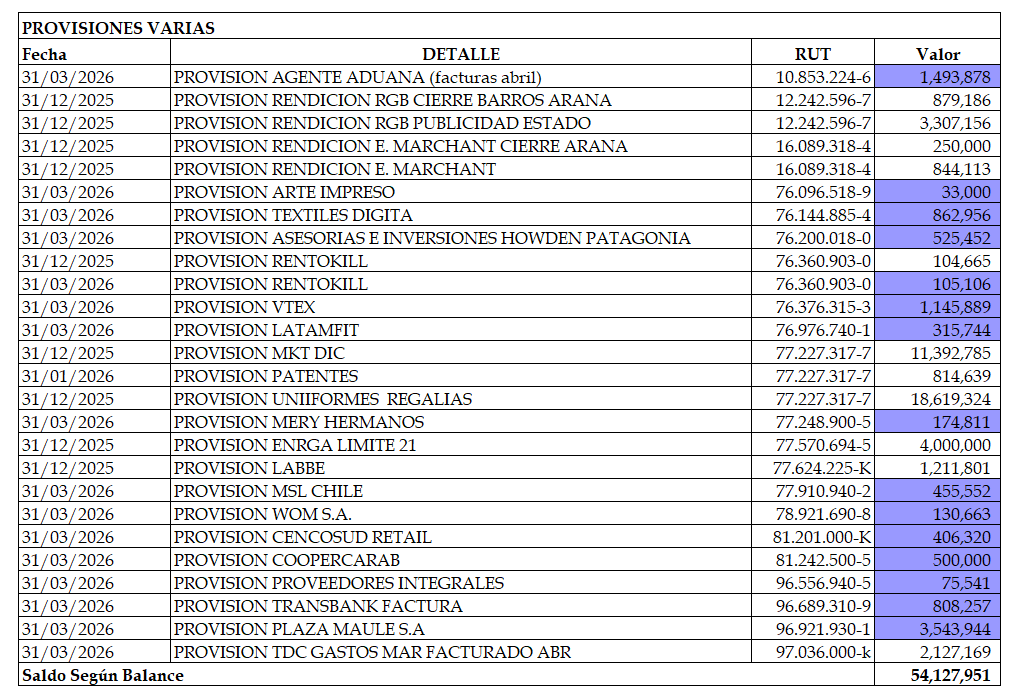 PROVISIONES VARIAS
Fecha DETALLE RUT Valor
31/03/2026 PROVISION AGENTE ADUANA (facturas abril) 10.853.224-6 1,493,878
31/12/2025 PROVISION RENDICION RGB CIERRE BARROS ARANA 12.242.596-7 879,186
31/12/2025 PROVISION RENDICION RGB PUBLICIDAD ESTADO 12.242.596-7 3,307,156
31/12/2025 PROVISION RENDICION E. MARCHANT CIERRE ARANA 16.089.318-4 250,000
31/12/2025 PROVISION RENDICION E. MARCHANT 16.089.318-4 844,113
31/03/2026 PROVISION ARTE IMPRESO 76.096.518-9 33,000
31/03/2026 PROVISION TEXTILES DIGITA 76.144.885-4 862,956
31/03/2026 PROVISION ASESORIAS E INVERSIONES HOWDEN PATAGONIA 76.200.018-0 525,452
31/12/2025 PROVISION RENTOKILL 76.360.903-0 104,665
31/03/2026 PROVISION RENTOKILL 76.360.903-0 105,106
31/03/2026 PROVISION VTEX 76.376.315-3 1,145,889
31/03/2026 PROVISION LATAMFIT 76.976.740-1 315,744
31/12/2025 PROVISION MKT DIC 77.227.317-7 11,392,785
31/01/2026 PROVISION PATENTES 77.227.317-7 814,639
31/12/2025 PROVISION UNIIFORMES REGALIAS 77.227.317-7 18,619,324
31/03/2026 PROVISION MERY HERMANOS 77.248.900-5 174,811
31/12/2025 PROVISION ENRGA LIMITE 21 77.570.694-5 4,000,000
31/12/2025 PROVISION LABBE 77.624.225-K 1,211,801
31/03/2026 PROVISION MSL CHILE 77.910.940-2 455,552
31/03/2026 PROVISION WOM S.A. 78.921.690-8 130,663
31/03/2026 PROVISION CENCOSUD RETAIL 81.201.000-K 406,320
31/03/2026 PROVISION COOPERCARAB 81.242.500-5 500,000
31/03/2026 PROVISION PROVEEDORES INTEGRALES 96.556.940-5 75,541
31/03/2026 PROVISION TRANSBANK FACTURA 96.689.310-9 808,257
31/03/2026 PROVISION PLAZA MAULE S.A 96.921.930-1 3,543,944
31/03/2026 PROVISION TDC GASTOS MAR FACTURADO ABR 97.036.000-k 2,127,169
Saldo Según Balance 54,127,951